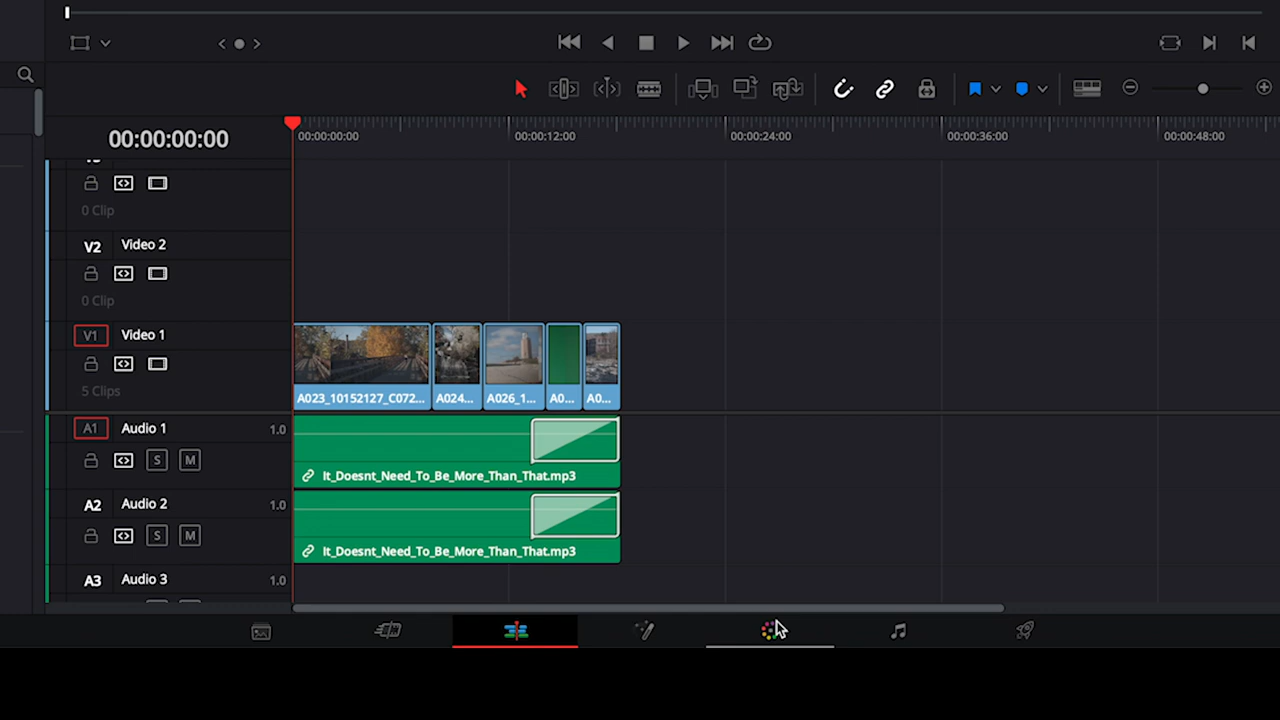 00:00:00:00
00:00:00:00 00:00:12:00 00:00:24:00 00:00:36:00 00:00:48:00
0 Clip
V2 Video 2
0 Clip
V1 Video 1
5 Clips
A023_10152127_C072... A024... A026_1... A0... A0...
A1 Audio 1 1.0
S M
It_Doesnt_Need_To_Be_More_Than_That.mp3
A2 Audio 2 1.0
S M
It_Doesnt_Need_To_Be_More_Than_That.mp3
A3 Audio 3 1.0